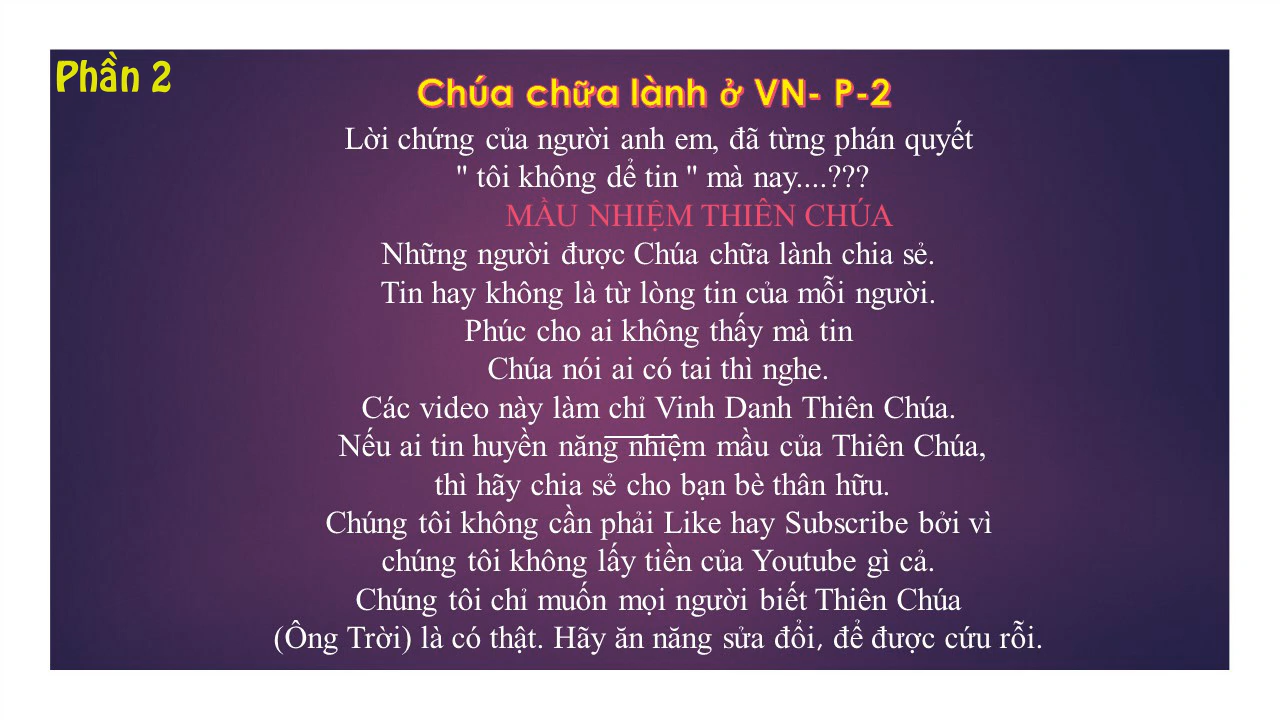 Phần 2
Chúa chữa lành ở VN- P-2
Lời chứng của người anh em, đã từng phán quyết
" tôi không dể tin " mà nay....???
MẦU NHIỆM THIÊN CHÚA
Những người được Chúa chữa lành chia sẻ.
Tin hay không là từ lòng tin của mỗi người.
Phúc cho ai không thấy mà tin
Chúa nói ai có tai thì nghe.
Các video này làm chỉ Vinh Danh Thiên Chúa.
Nếu ai tin huyền năng nhiệm mầu của Thiên Chúa,
thì hãy chia sẻ cho bạn bè thân hữu.
Chúng tôi không cần phải Like hay Subscribe bởi vì
chúng tôi không lấy tiền của Youtube gì cả.
Chúng tôi chỉ muốn mọi người biết Thiên Chúa
(Ông Trời) là có thật. Hãy ăn năng sửa đổi, để được cứu rỗi.